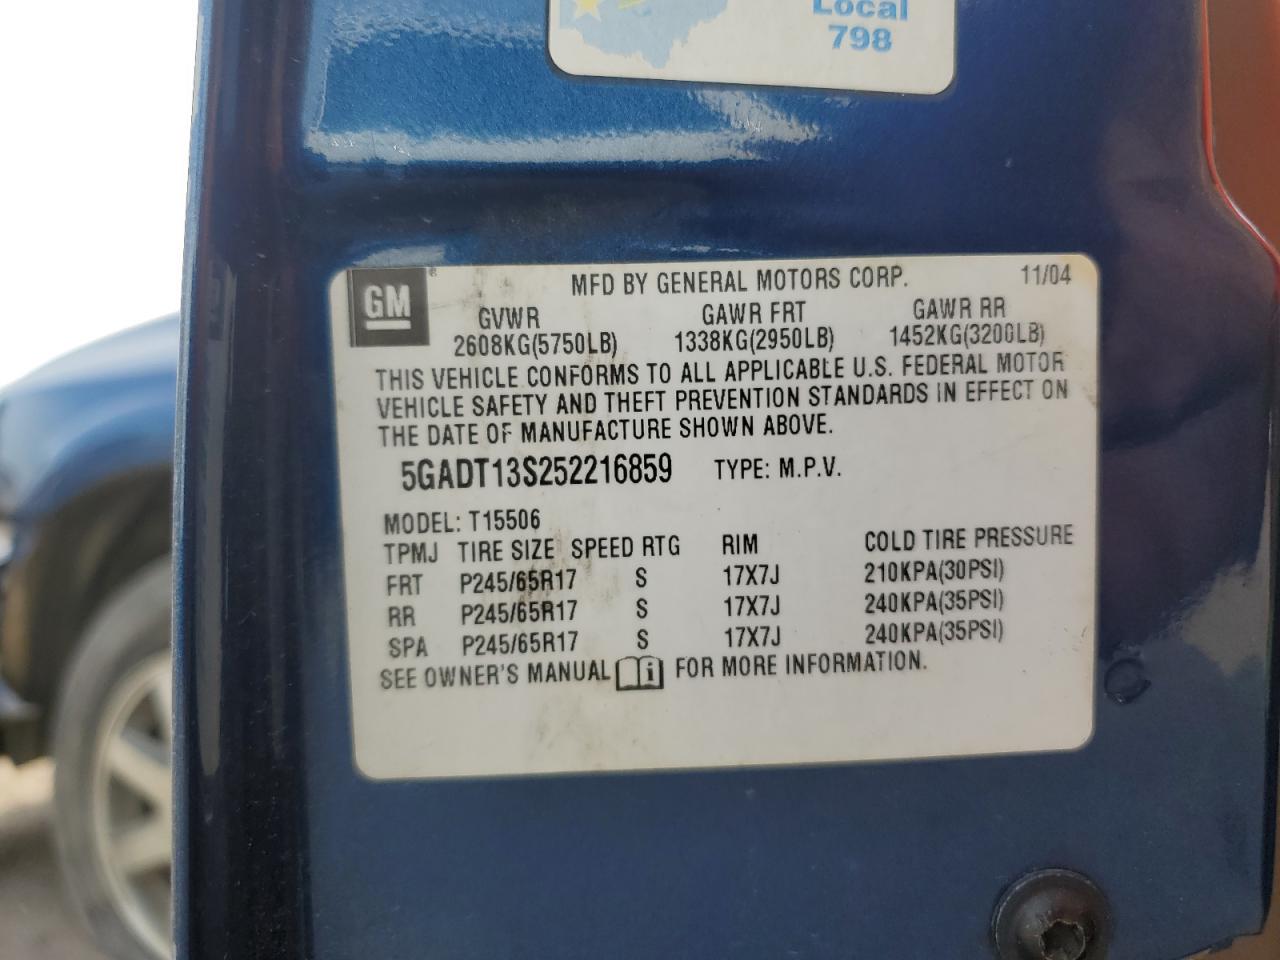 Local
798
GM
MFD BY GENERAL MOTORS CORP. 11/04
GVWR GAWR FRT GAWR RR
2608KG(5750LB) 1338KG(2950LB) 1452KG(3200LB)
THIS VEHICLE CONFORMS TO ALL APPLICABLE U.S. FEDERAL MOTOR
VEHICLE SAFETY AND THEFT PREVENTION STANDARDS IN EFFECT ON
THE DATE OF MANUFACTURE SHOWN ABOVE.
5GADT13S252216859 TYPE: M.P.V.
MODEL: T15506
TPMJ TIRE SIZE SPEED RTG RIM COLD TIRE PRESSURE
FRT P245/65R17 S 17X7J 210KPA(30PSI)
RR P245/65R17 S 17X7J 240KPA(35PSI)
SPA P245/65R17 S 17X7J 240KPA(35PSI)
SEE OWNER'S MANUAL i FOR MORE INFORMATION.